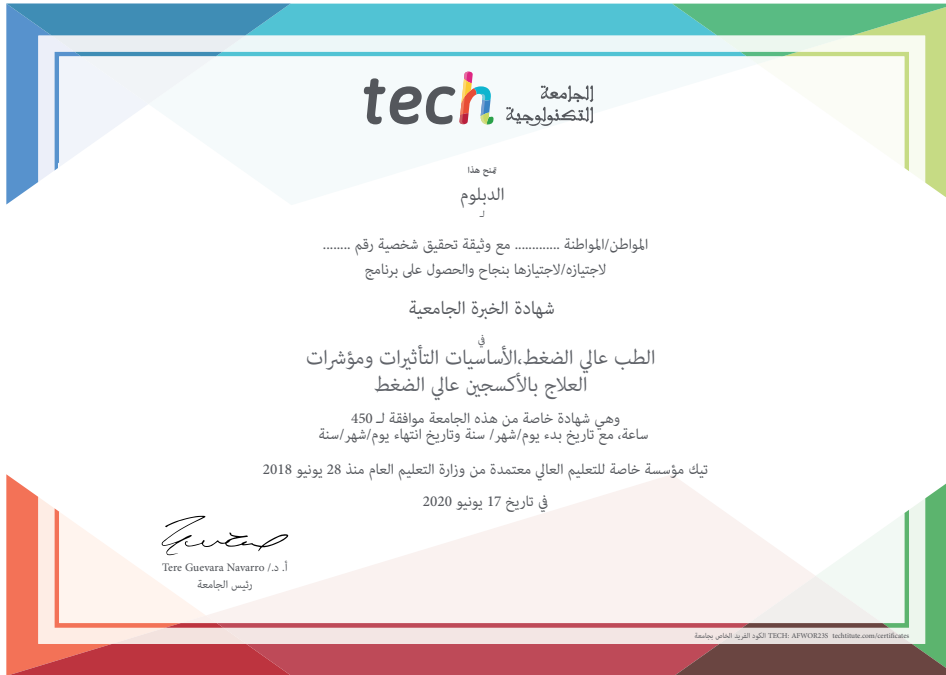 tech
الجامعة
التكنولوجية
تمنح هذا
الدبلوم
لـ
المواطن/المواطنة ............. مع وثيقة تحقيق شخصية رقم ........
لاجتيازه/لاجتيازها بنجاح والحصول على برنامج
شهادة الخبرة الجامعية
في
الطب عالي الضغط،الأساسيات التأثيرات ومؤشرات
العلاج بالأكسجين عالي الضغط
وهي شهادة خاصة من هذه الجامعة موافقة لـ 450
ساعة، مع تاريخ بدء يوم/شهر/ سنة وتاريخ انتهاء يوم/شهر/سنة
تيك مؤسسة خاصة للتعليم العالي معتمدة من وزارة التعليم العام منذ 28 يونيو 2018
في تاريخ 17 يونيو 2020
أ. د./ Tere Guevara Navarro
رئيس الجامعة
الكود الفريد الخاص بجامعة TECH: AFWOR23S techtitute.com/certificates